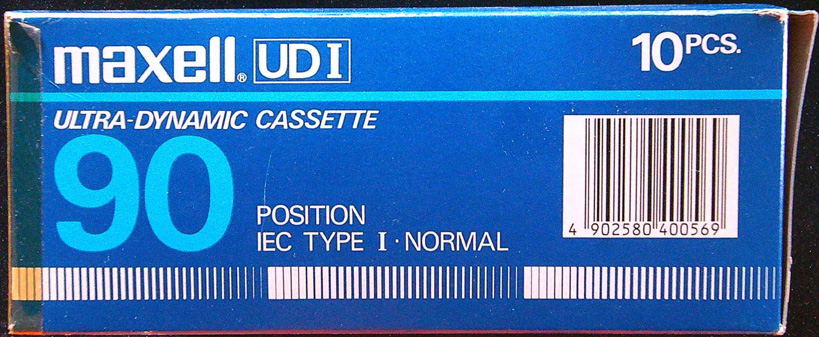 maxell® UD I
10 PCS.
ULTRA-DYNAMIC CASSETTE
90
POSITION
IEC TYPE I · NORMAL
4 902580 400569